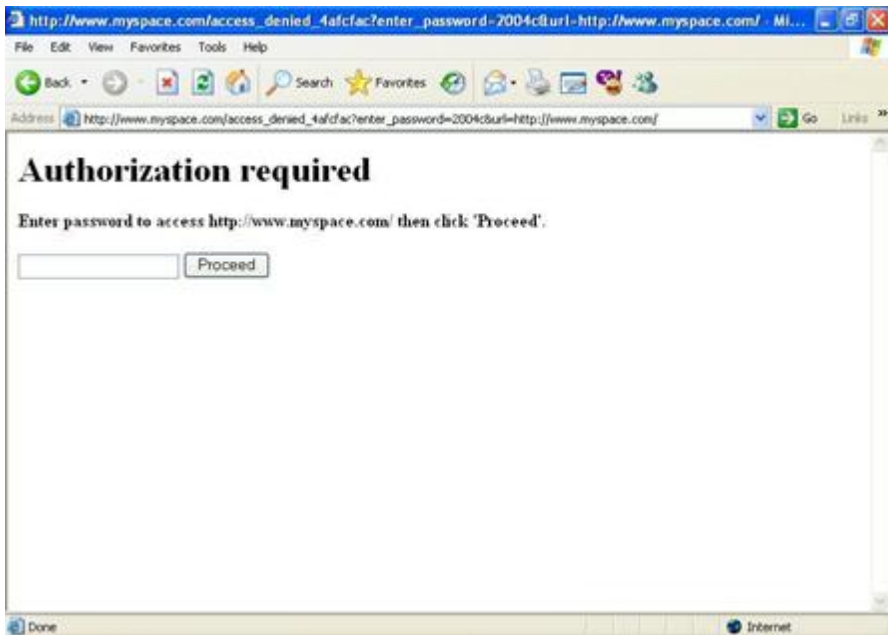 http://www.myspace.com/access_denied_4afcfac?enter_password=2004c&url=http://www.myspace.com/ - Mi...
File Edit View Favorites Tools Help
Back Search Favorites
Address http://www.myspace.com/access_denied_4afcfac?enter_password=2004c&url=http://www.myspace.com/ Go Links »
Authorization required
Enter password to access http://www.myspace.com/ then click 'Proceed'.
Proceed
Done Internet